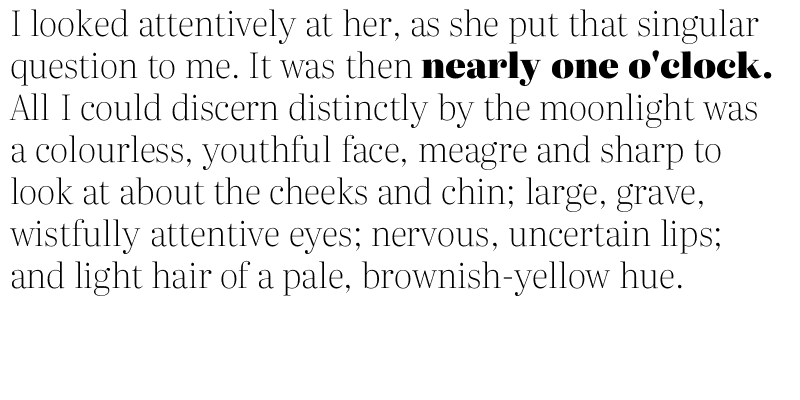 I looked attentively at her, as she put that singular
question to me. It was then nearly one o'clock.
All I could discern distinctly by the moonlight was
a colourless, youthful face, meagre and sharp to
look at about the cheeks and chin; large, grave,
wistfully attentive eyes; nervous, uncertain lips;
and light hair of a pale, brownish-yellow hue.